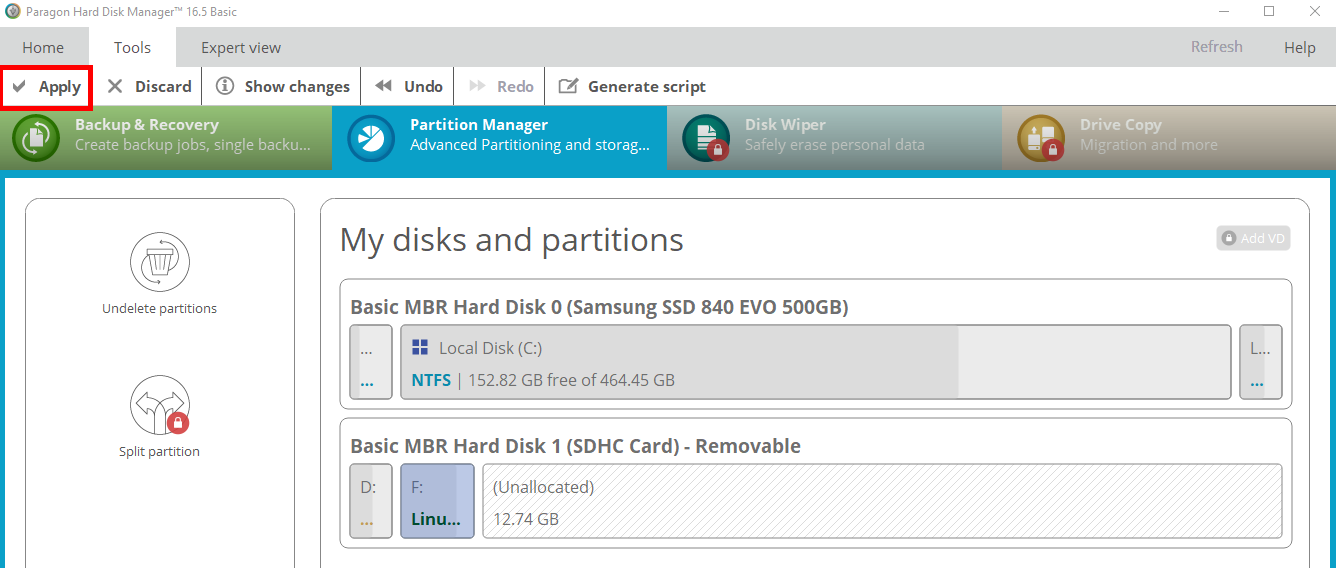 Paragon Hard Disk Manager™ 16.5 Basic
Home Tools Expert view Refresh Help
Apply Discard Show changes Undo Redo Generate script
Backup & Recovery
Create backup jobs, single backu...
Partition Manager
Advanced Partitioning and storag...
Disk Wiper
Safely erase personal data
Drive Copy
Migration and more
Undelete partitions
Split partition
My disks and partitions
Add VD
Basic MBR Hard Disk 0 (Samsung SSD 840 EVO 500GB)
...
...
Local Disk (C:)
NTFS | 152.82 GB free of 464.45 GB
L...
...
Basic MBR Hard Disk 1 (SDHC Card) - Removable
D:
...
F:
Linu...
(Unallocated)
12.74 GB